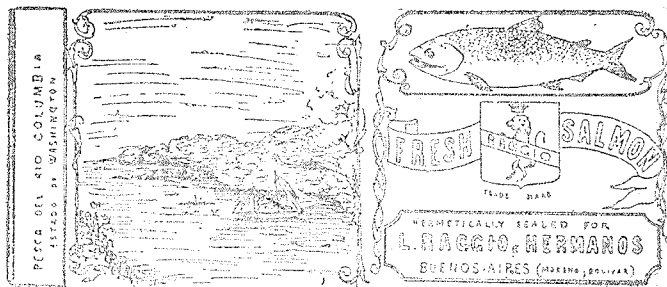 PESCA DEL RIO COLUMBIA
ESTADO DE WASHINGTON
FRESH SALMON
RAGGIO
TRADE MARK
HERMETICALLY SEALED FOR
L. RAGGIO e HERMANOS
BUENOS-AIRES (MORENO y BOLIVAR)